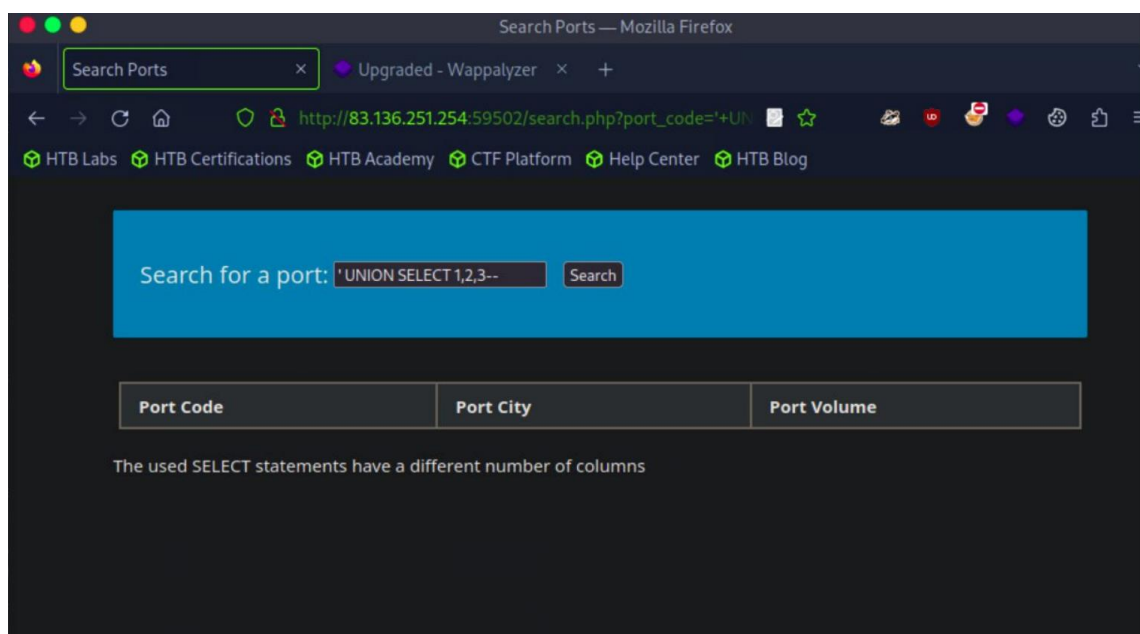 Search Ports — Mozilla Firefox
Search Ports Upgraded - Wappalyzer
http://83.136.251.254:59502/search.php?port_code='+UN
HTB Labs HTB Certifications HTB Academy CTF Platform Help Center HTB Blog
Search for a port: ' UNION SELECT 1,2,3-- Search
Port Code Port City Port Volume
The used SELECT statements have a different number of columns